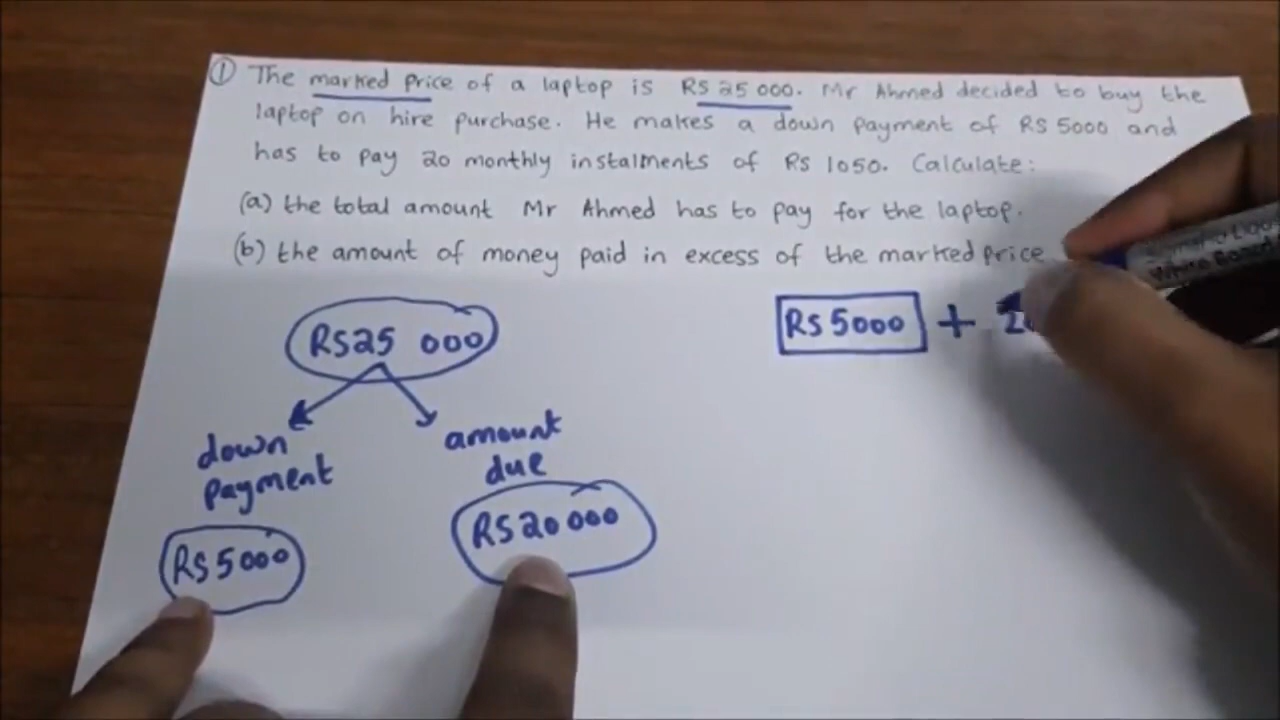 ① The marked price of a laptop is RS 25 000. Mr Ahmed decided to buy the
laptop on hire purchase. He makes a down payment of RS 5000 and
has to pay 20 monthly instalments of RS 1050. Calculate:
(a) the total amount Mr Ahmed has to pay for the laptop.
(b) the amount of money paid in excess of the marked price
RS25 000
down
payment
RS 5000
amount
due
RS 20 000
RS 5000 +
White Board